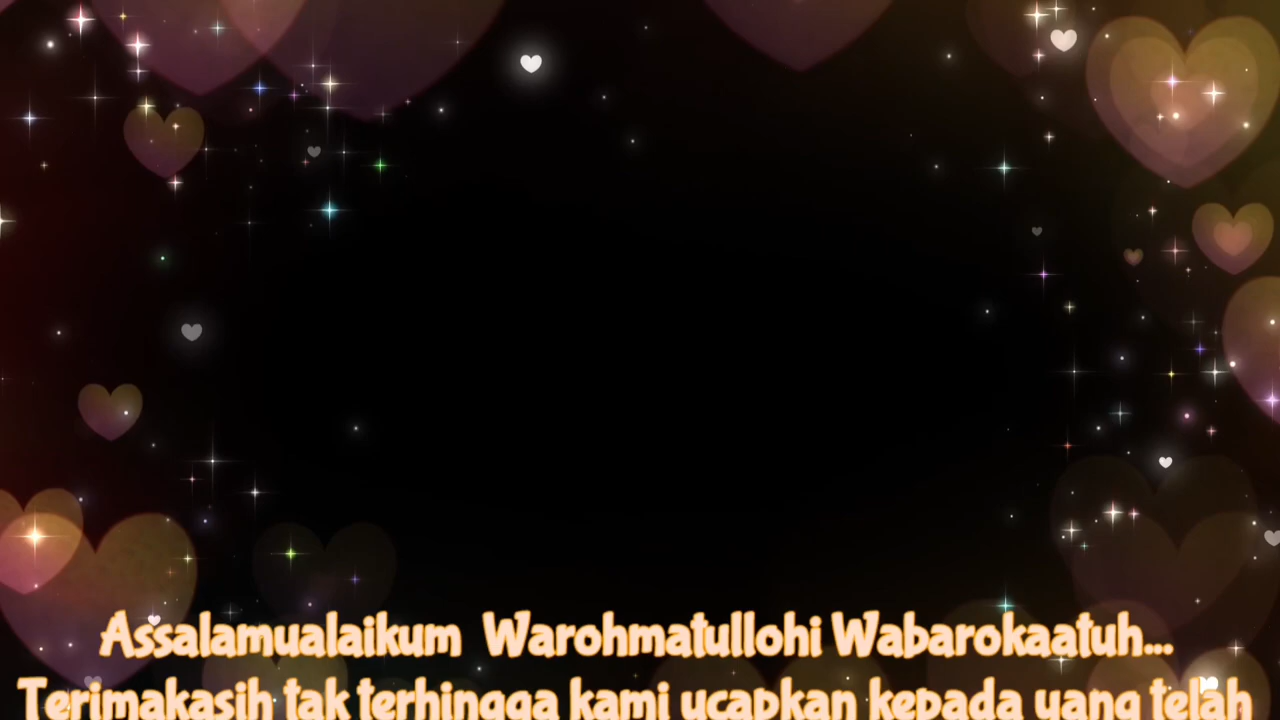 Assalamualaikum Warohmatullohi Wabarokaatuh...
Terimakasih tak terhingga kami ucapkan kepada yang telah